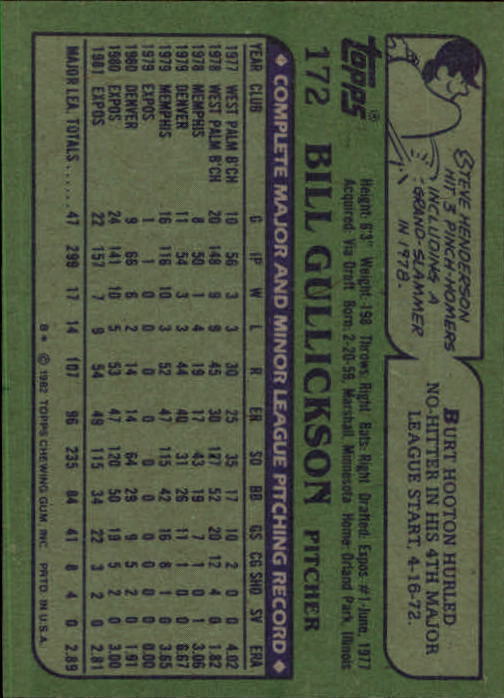 STEVE HENDERSON
HIT 3 PINCH-HOMERS
INCLUDING A
GRAND-SLAMMER
IN 1978.
BURT HOOTON HURLED
NO-HITTER IN HIS 4TH MAJOR
LEAGUE START, 4-16-72.
topps®
Height: 6'3" Weight: 198 Throws: Right Bats: Right Drafted: Expos #1-June, 1977
Acquired: Via Draft Born: 2-20-59, Marshall, Minnesota Home: Orland Park, Illinois
172 BILL GULLICKSON PITCHER
◆ COMPLETE MAJOR AND MINOR LEAGUE PITCHING RECORD ◆
YEAR CLUB G IP W L R ER SO BB GS CG SHO SV ERA
1977 WEST PALM B'CH 10 56 3 3 30 25 35 17 10 2 0 0 4.02
1978 WEST PALM B'CH 20 148 9 9 45 30 127 52 20 12 4 0 1.82
1978 MEMPHIS 8 50 1 4 19 17 43 19 7 1 0 1 3.06
1979 DENVER 11 54 3 3 44 40 31 26 11 1 0 0 6.67
1979 MEMPHIS 16 116 10 3 52 47 115 42 16 8 1 0 3.65
1979 EXPOS 1 1 0 0 0 0 0 0 0 0 0 0 0.00
1980 DENVER 9 66 6 2 14 14 64 29 9 5 2 0 1.91
1980 EXPOS 24 141 10 5 53 47 120 50 19 5 2 0 3.00
1981 EXPOS 22 157 7 9 54 49 115 34 22 3 2 0 2.81
MAJOR LEA. TOTALS...... 47 299 17 14 107 96 235 84 41 8 4 0 2.89
B* © 1982 TOPPS CHEWING GUM, INC. PRTD. IN U.S.A.